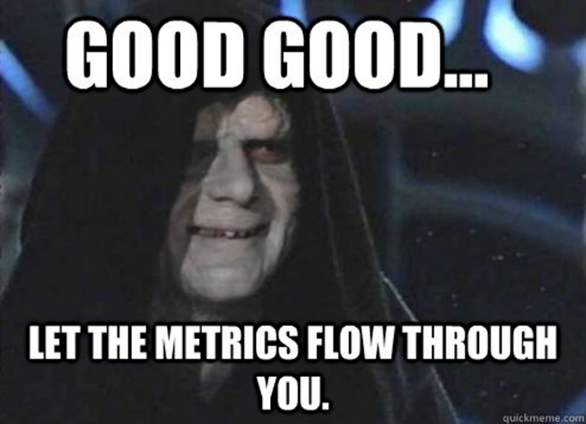 GOOD GOOD...
LET THE METRICS FLOW THROUGH
YOU.
quickmeme.com